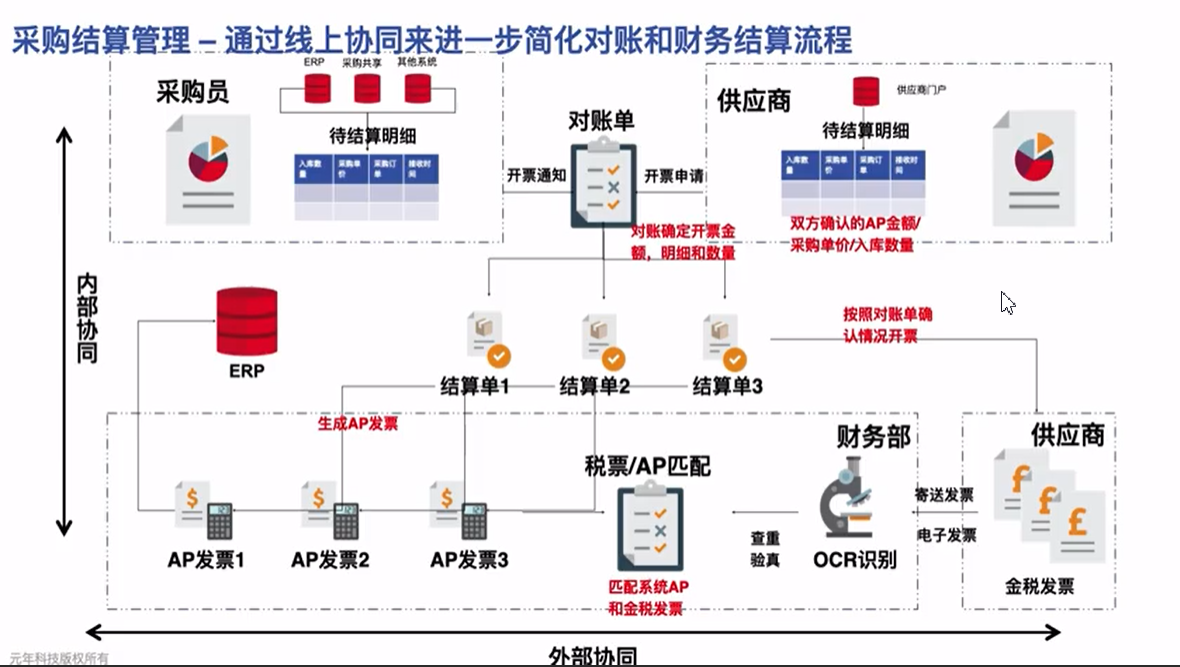 采购结算管理 – 通过线上协同来进一步简化对账和财务结算流程
采购员
ERP
采购共享
其他系统
待结算明细
入库数
量
采购单
价
采购订
单
接收时
间
对账单
开票通知
开票申请
供应商
供应商门户
待结算明细
入库数
量
采购单
价
采购订
单
接收时
间
双方确认的AP金额/
采购单价/入库数量
对账确定开票金
额，明细和数量
内部协同
ERP
结算单1
结算单2
结算单3
按照对账单确
认情况开票
生成AP发票
财务部
供应商
税票/AP匹配
AP发票1
AP发票2
AP发票3
匹配系统AP
和金税发票
查重
验真
OCR识别
寄送发票
电子发票
金税发票
外部协同
元年科技版权所有